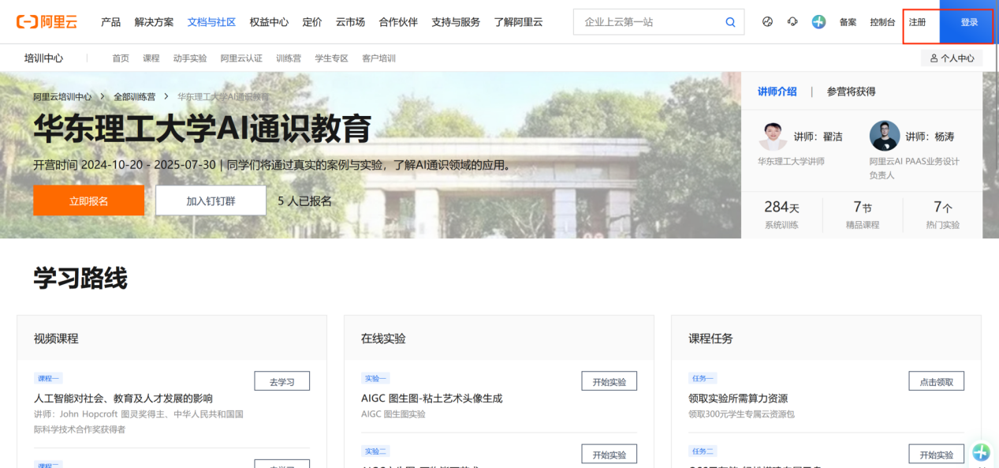 阿里云 产品 解决方案 文档与社区 权益中心 定价 云市场 合作伙伴 支持与服务 了解阿里云 企业上云第一站 备案 控制台 注册 登录
培训中心 首页 课程 动手实验 阿里云认证 训练营 学生专区 客户培训 个人中心
阿里云培训中心 > 全部训练营 > 华东理工大学AI通识教育
华东理工大学AI通识教育
开营时间 2024-10-20 - 2025-07-30 | 同学们将通过真实的案例与实验,了解AI通识领域的应用。
立即报名 加入钉钉群 5 人已报名
讲师介绍 | 参营将获得
讲师:翟洁
华东理工大学讲师
讲师:杨涛
阿里云AI PAAS业务设计
负责人
284天 7节 7个
系统训练 精品课程 热门实验
学习路线
视频课程
课程一
去学习
人工智能对社会、教育及人才发展的影响
讲师:John Hopcroft 图灵奖得主、中华人民共和国国
际科学技术合作奖获得者
课程二
去学习
在线实验
实验一
开始实验
AIGC 图生图-粘土艺术头像生成
AIGC 图生图实验
实验二
开始实验
课程任务
任务一
点击领取
领取实验所需算力资源
领取300元学生专属云资源包
任务二
开始实验